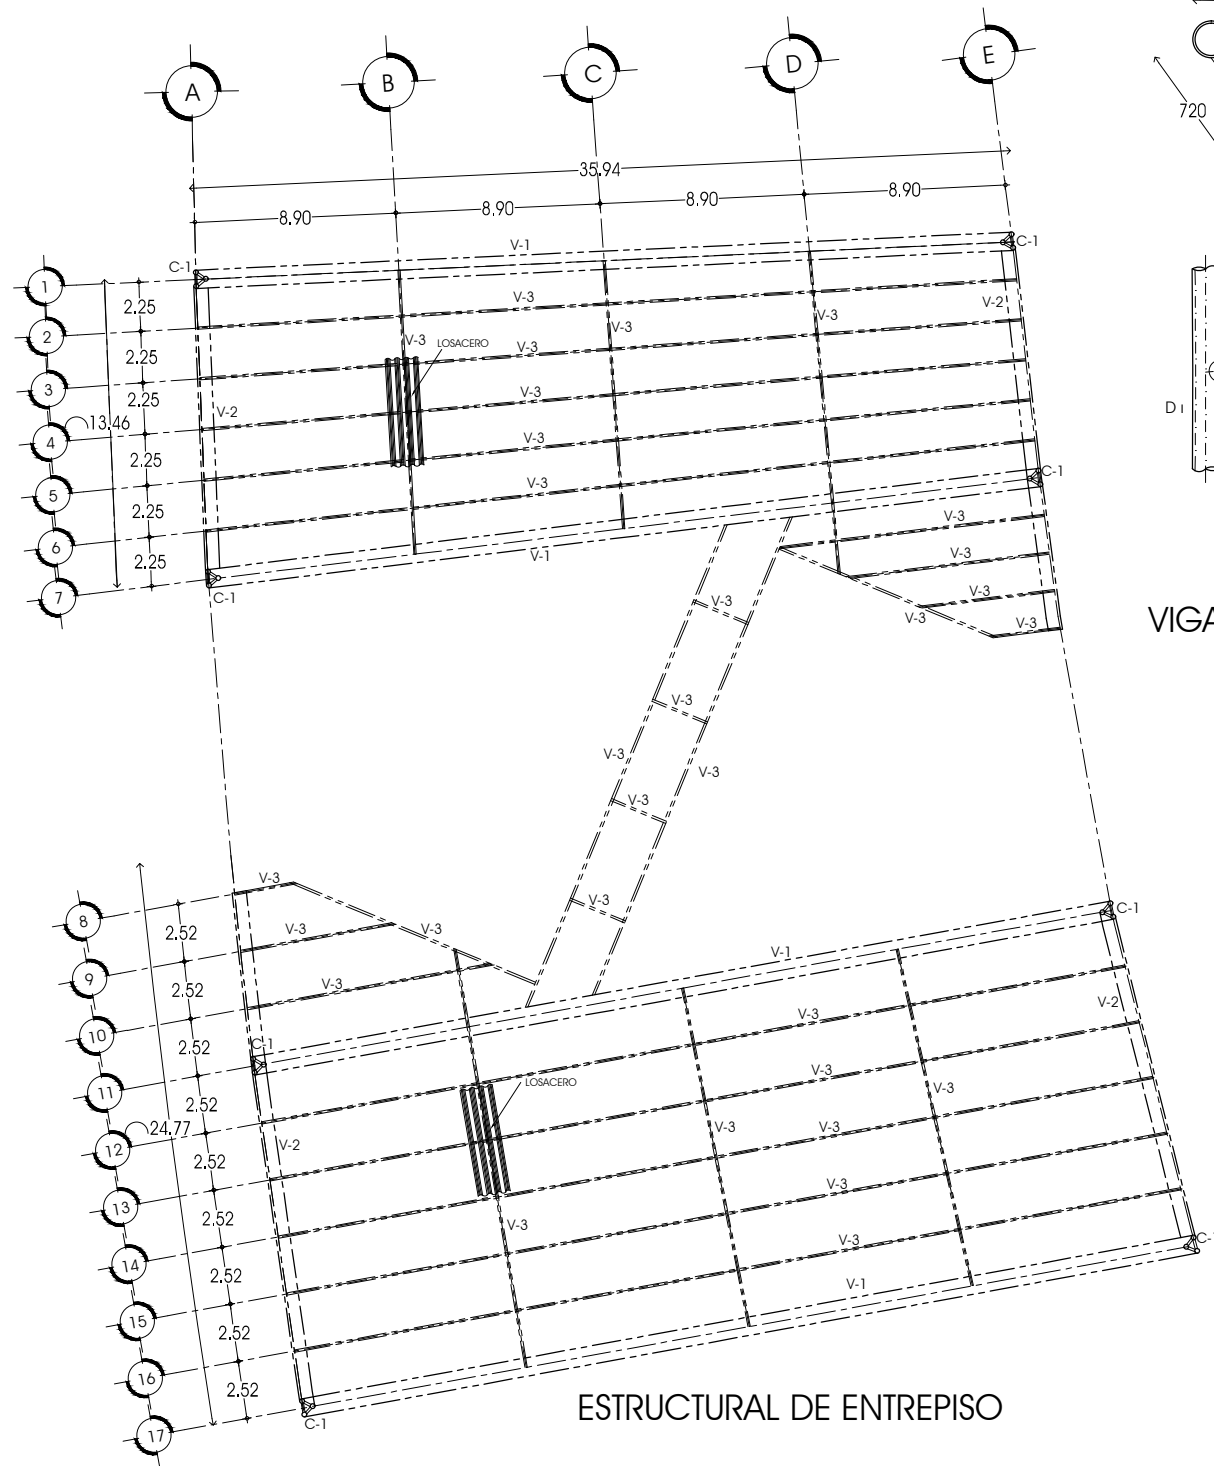 A
B
C
D
E
720
35.94
8.90
8.90
8.90
8.90
C-1
V-1
C-1
1
2.25
V-3
V-2
2
V-3
V-3
V-3
LOSACERO
2.25
V-3
3
2.25
V-3
V-2
13.46
D
4
V-3
2.25
C-1
5
V-3
2.25
V-3
6
V-1
V-3
2.25
7
C-1
V-3
V-3
V-3
V-3
VIGA
V-3
V-3
V-3
V-3
V-3
V-3
V-3
V-3
V-3
C-1
8
V-3
V-3
2.52
V-1
9
V-3
2.52
V-3
V-2
10
2.52
C-1
V-3
LOSACERO
11
2.52
V-3
V-3
V-3
24.77
12
V-2
2.52
V-3
13
2.52
V-3
V-3
C-
14
2.52
V-1
15
2.52
16
2.52
C-1
17
ESTRUCTURAL DE ENTREPISO